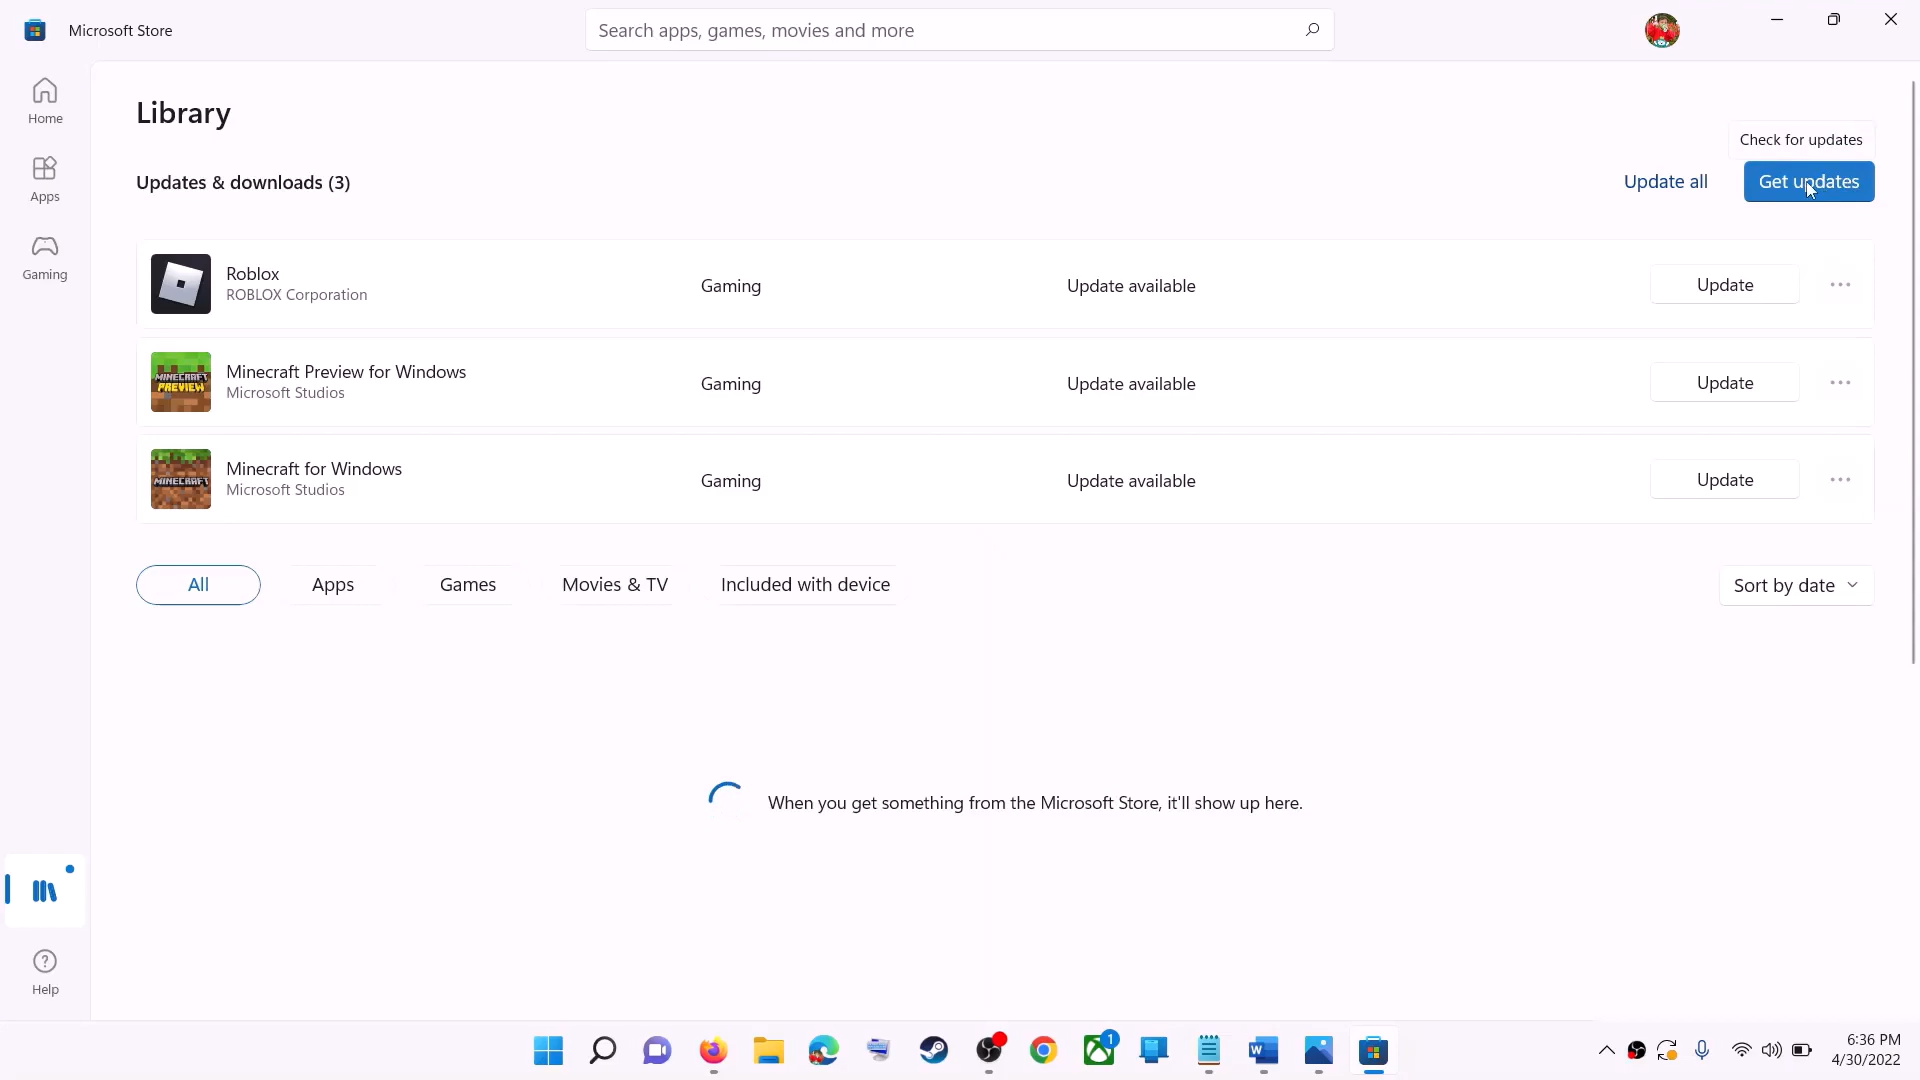 Microsoft Store
Search apps, games, movies and more
Home
Apps
Gaming
Library
Check for updates
Updates & downloads (3)
Update all
Get updates
Roblox
ROBLOX Corporation
Gaming
Update available
Update
MINECRAFT
PREVIEW
Minecraft Preview for Windows
Microsoft Studios
Gaming
Update available
Update
MINECRAFT
Minecraft for Windows
Microsoft Studios
Gaming
Update available
Update
All
Apps
Games
Movies & TV
Included with device
Sort by date
When you get something from the Microsoft Store, it'll show up here.
Help
1
W
6:36 PM
4/30/2022